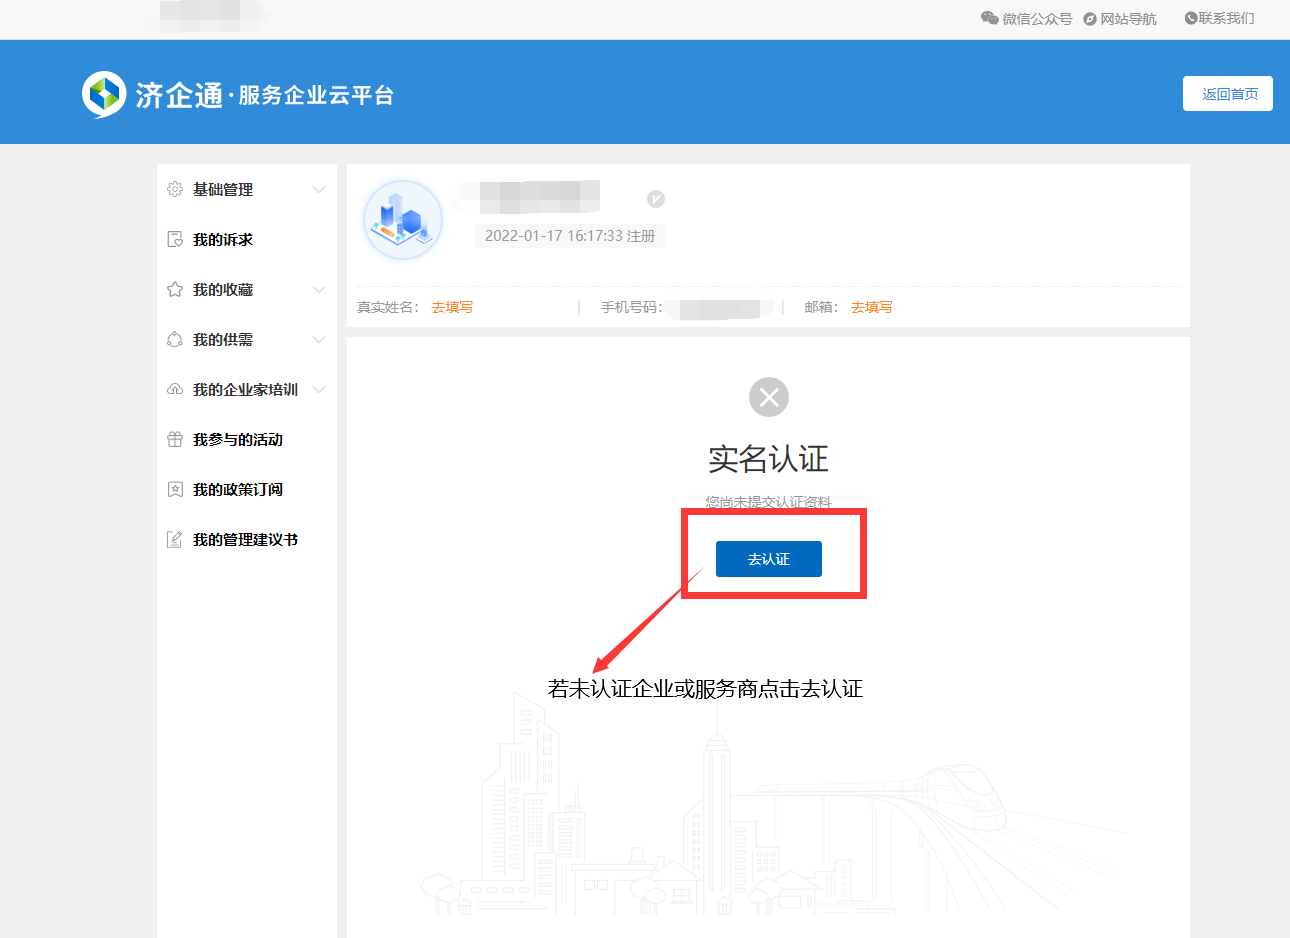 微信公众号 网站导航 联系我们
济企通·服务企业云平台
返回首页
基础管理
我的诉求
我的收藏
我的供需
我的企业家培训
我参与的活动
我的政策订阅
我的管理建议书
2022-01-17 16:17:33 注册
真实姓名： 去填写 | 手机号码： | 邮箱： 去填写
实名认证
您尚未提交认证资料
去认证
若未认证企业或服务商点击去认证